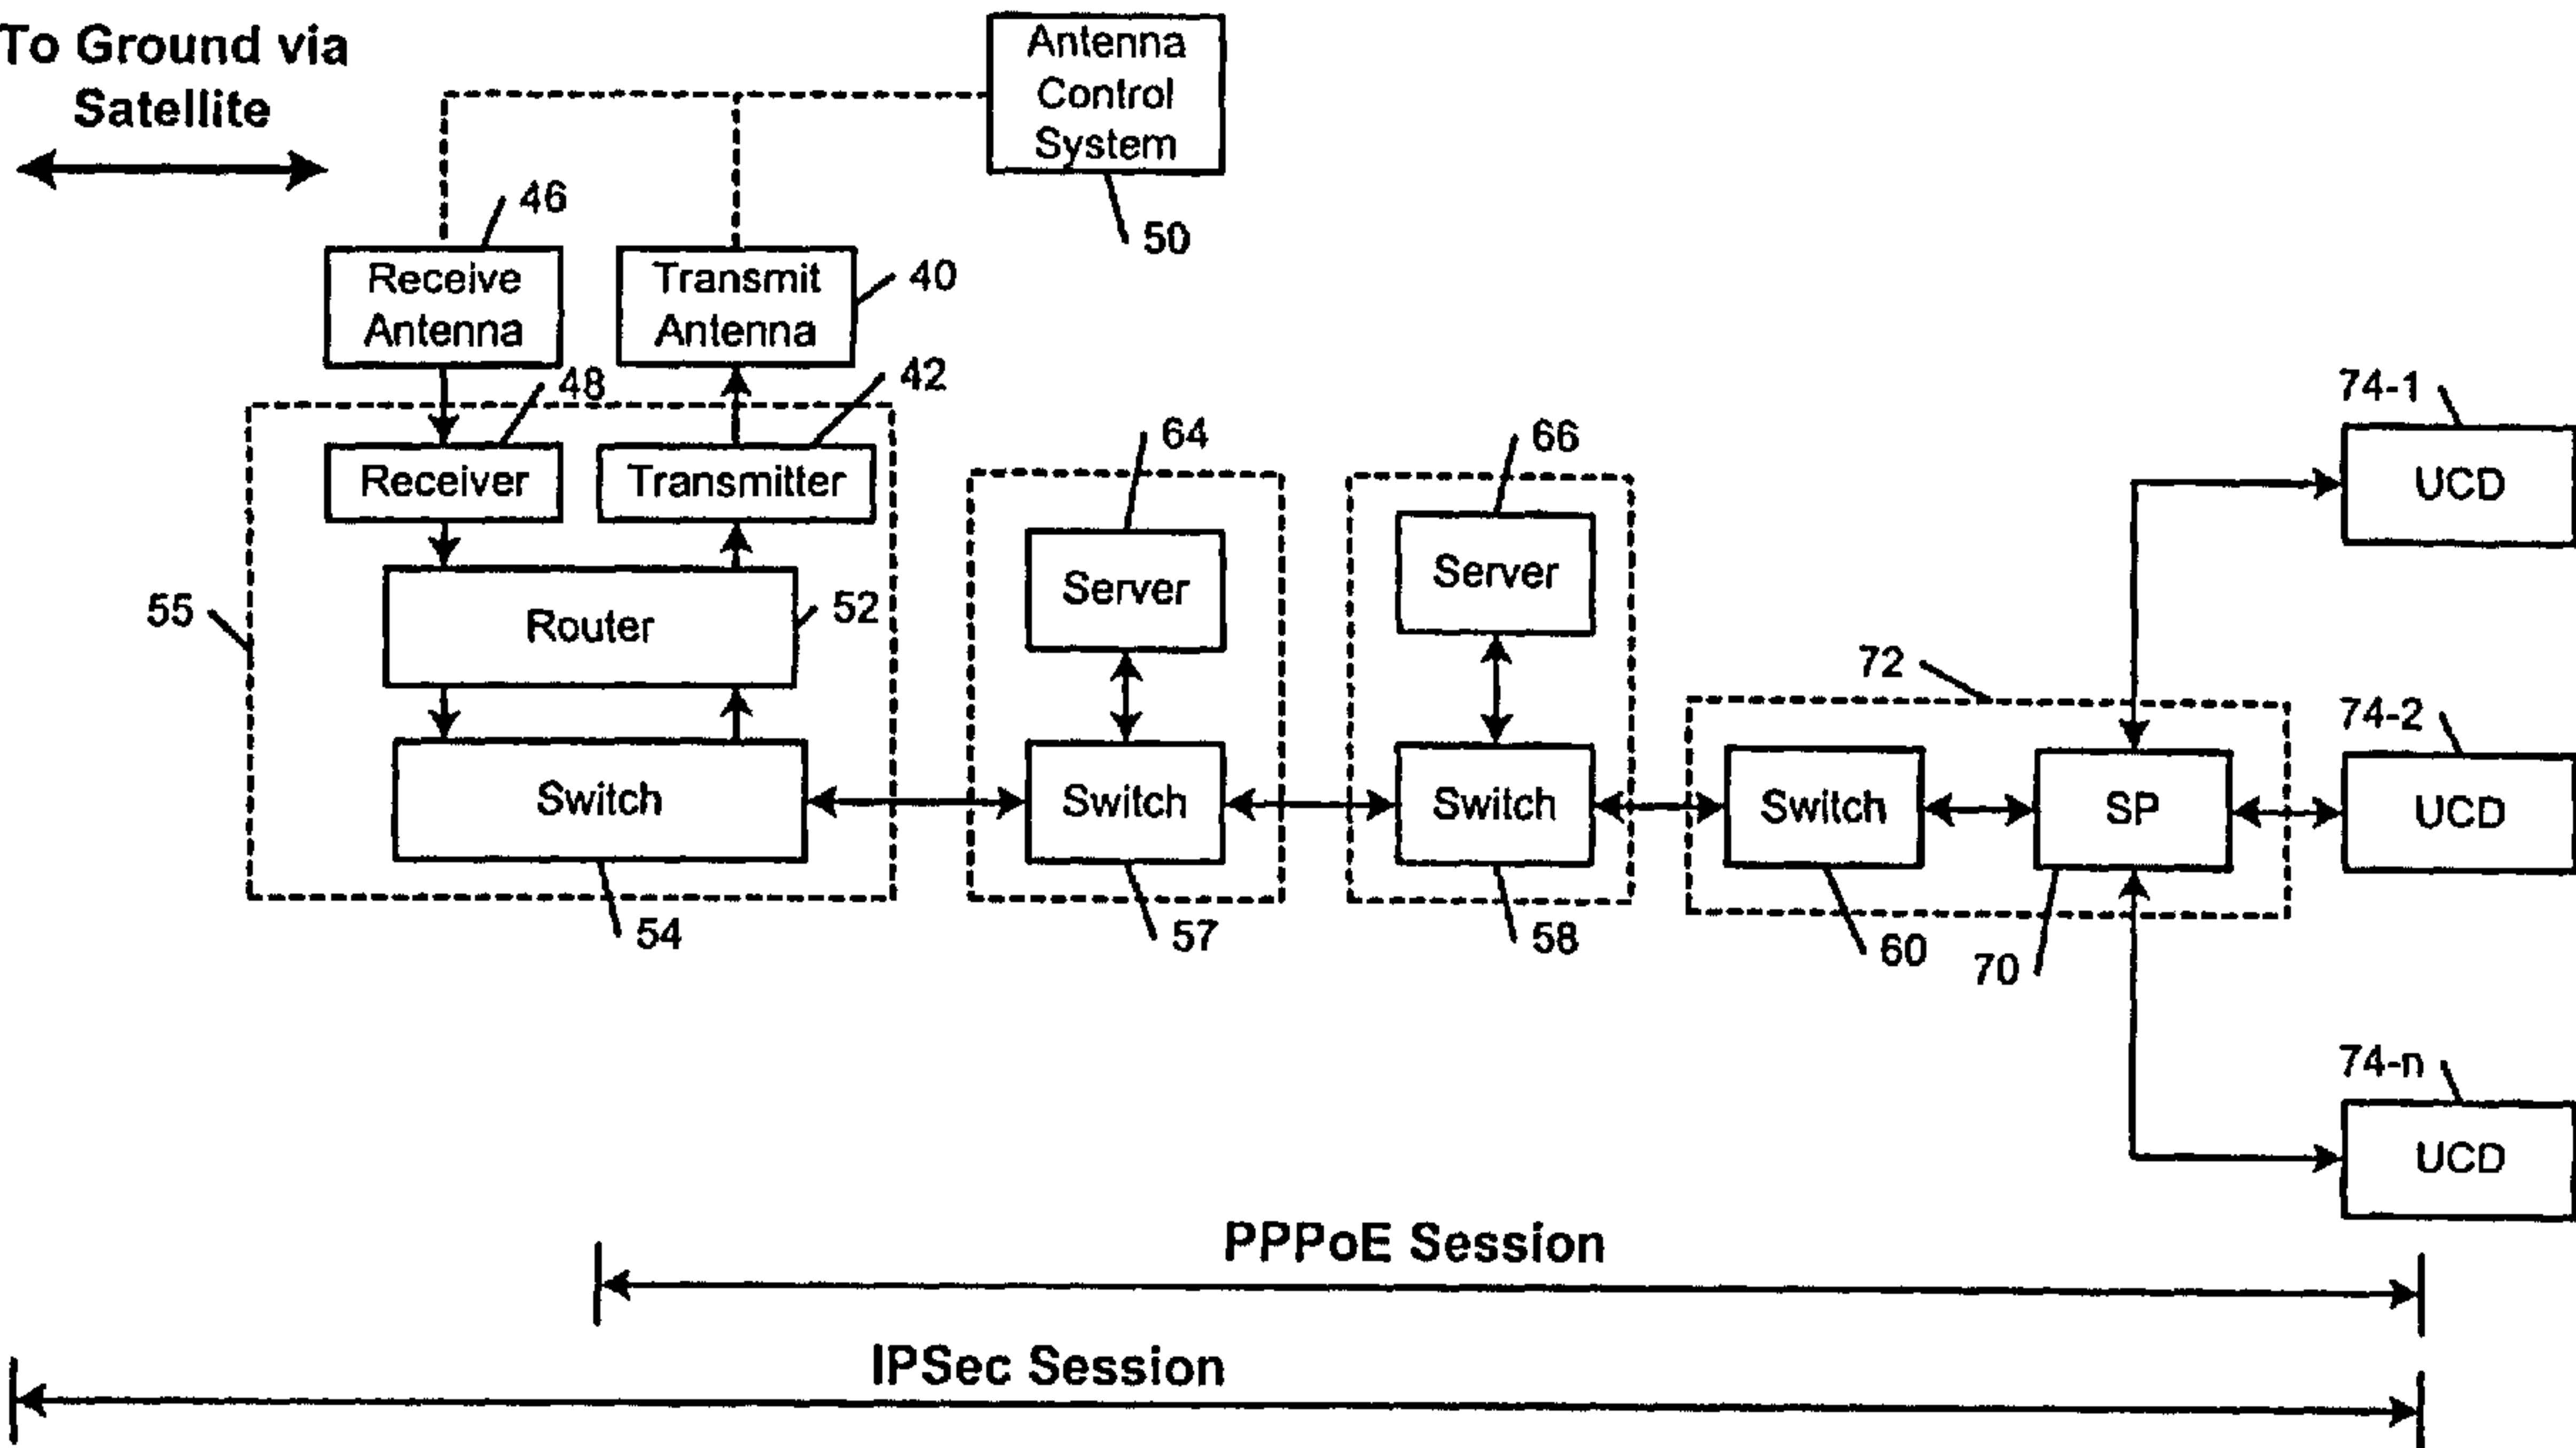 To Ground via
Satellite
Antenna
Control
System
50
46
Receive
Antenna
Transmit
Antenna
40
48
42
Receiver
Transmitter
64
66
74-1
UCD
Server
Server
55
Router
52
72
74-2
Switch
Switch
Switch
Switch
SP
UCD
54
57
58
60
70
74-n
UCD
PPPoE Session
IPSec Session